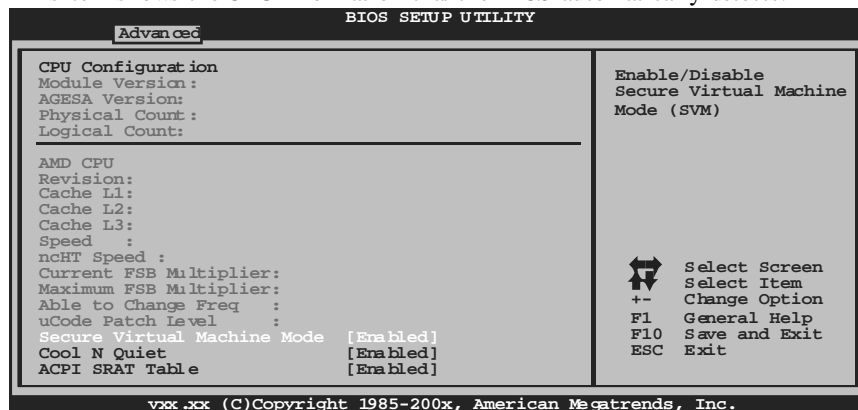 BIOS SETUP UTILITY
Advanced
CPU Configuration
Module Version:
AGESA Version:
Physical Count:
Logical Count:
AMD CPU
Revision:
Cache L1:
Cache L2:
Cache L3:
Speed :
ncHT Speed :
Current FSB Multiplier:
Maximum FSB Multiplier:
Able to Change Freq :
uCode Patch Level :
Secure Virtual Machine Mode [Enabled]
Cool N Quiet [Enabled]
ACPI SRAT Table [Enabled]
Enable/Disable
Secure Virtual Machine
Mode (SVM)
Select Screen
Select Item
+- Change Option
F1 General Help
F10 Save and Exit
ESC Exit
vxx.xx (C)Copyright 1985-200x, American Megatrends, Inc.